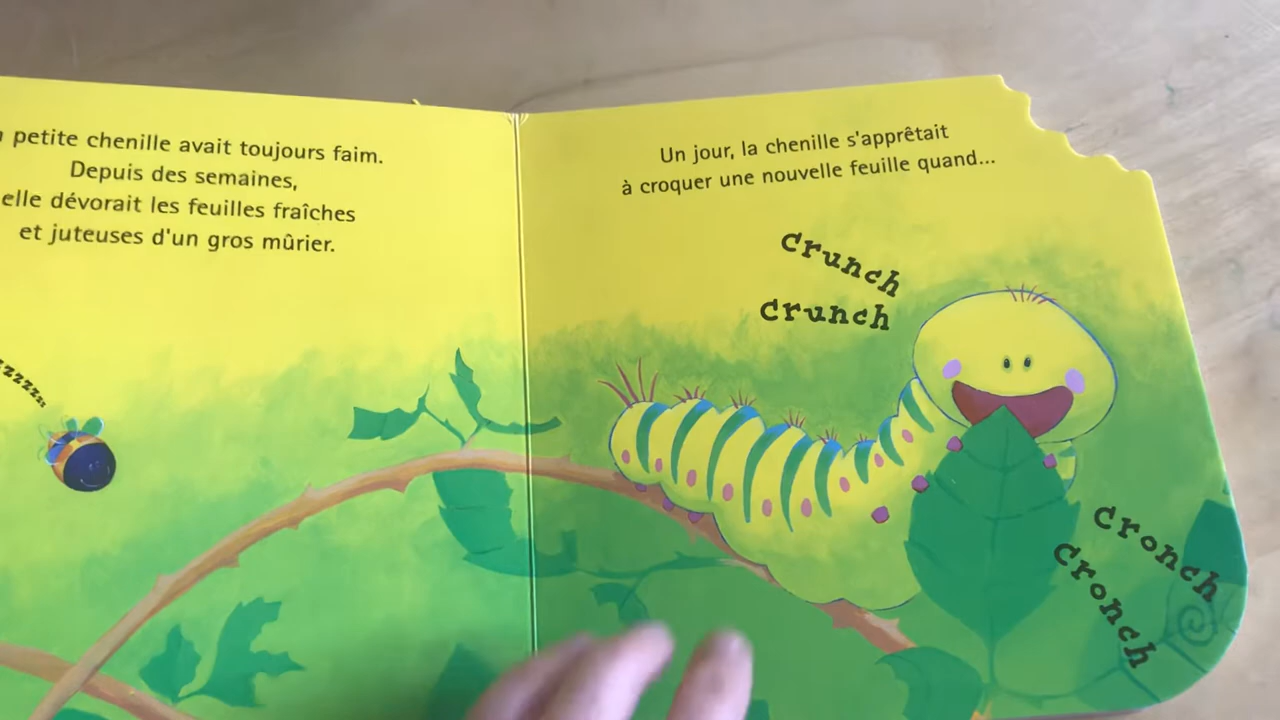 petite chenille avait toujours faim.
Depuis des semaines,
elle dévorait les feuilles fraîches
et juteuses d'un gros mûrier.
Un jour, la chenille s'apprêtait
à croquer une nouvelle feuille quand...
crunch
crunch
cronch
cronch